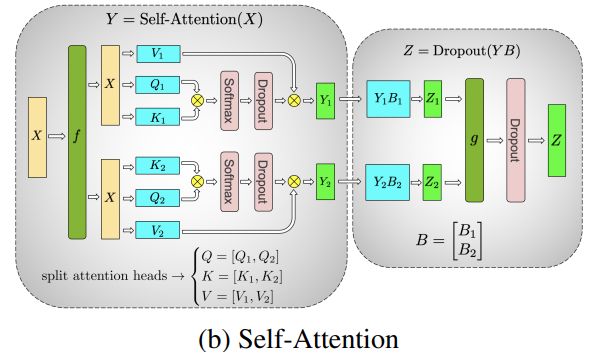 Y = Self-Attention(X)
Z = Dropout(YB)
X
f
X
V₁
Q₁
K₁
Softmax
Dropout
Y₁
Y₁B₁
Z₁
X
K₂
Q₂
V₂
Softmax
Dropout
Y₂
Y₂B₂
Z₂
g
Dropout
Z
split attention heads → { Q = [Q₁, Q₂]
K = [K₁, K₂]
V = [V₁, V₂]
B = [B₁
B₂]
(b) Self-Attention